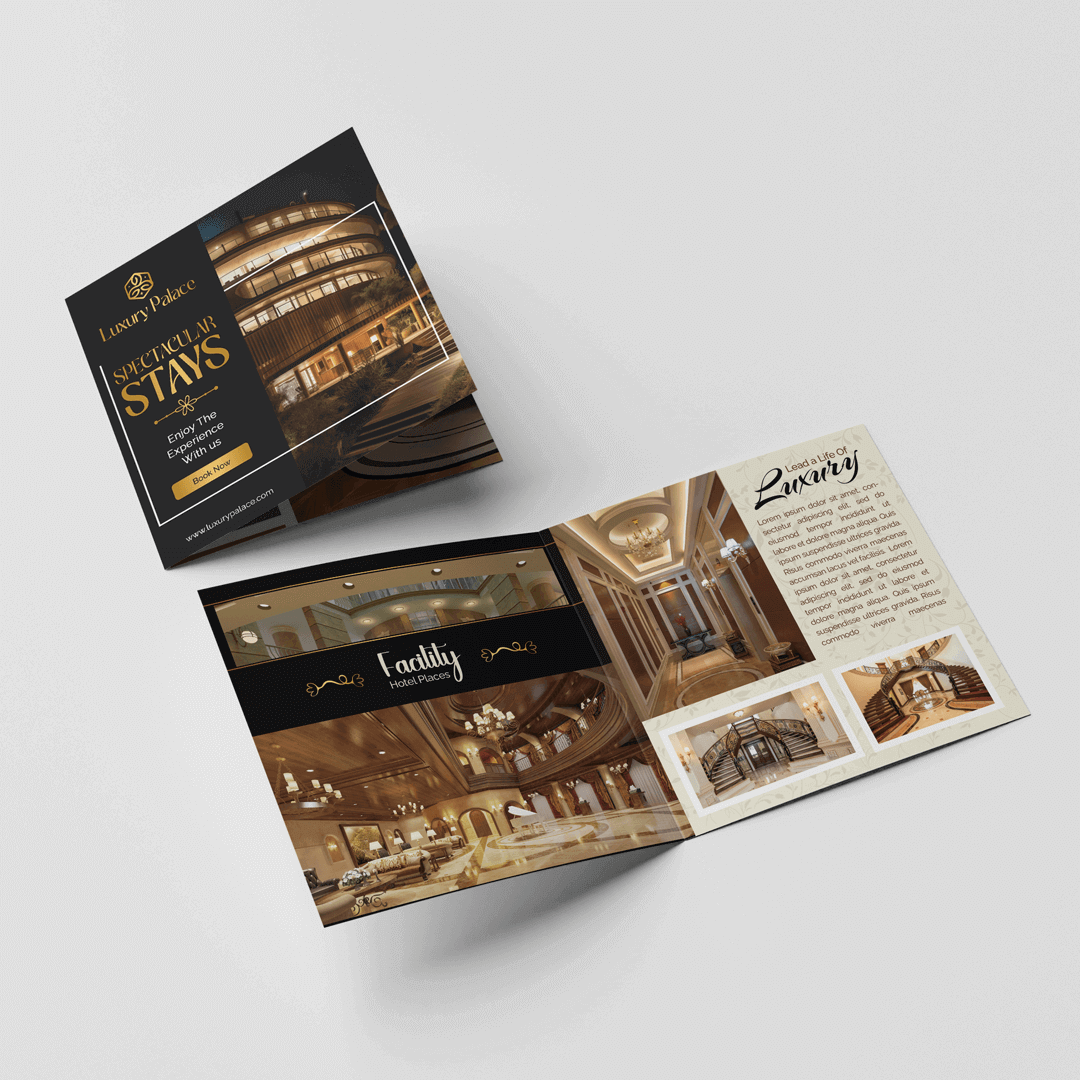 Luxury Palace
SPECTACULAR
STAYS
Enjoy The
Experience
With us
Book Now
www.luxurypalace.com
Facility
Hotel Places
Lead a Life Of
Luxury
Lorem ipsum dolor sit amet, con-
sectetur adipiscing elit, sed do
eiusmod tempor incididunt ut
labore et dolore magna aliqua. Quis
ipsum suspendisse ultrices gravida.
Risus commodo viverra maecenas
accumsan lacus vel facilisis. Lorem
ipsum dolor sit amet, consectetur
adipiscing elit, sed do eiusmod
tempor incididunt ut labore et
dolore magna aliqua. Quis ipsum
suspendisse ultrices gravida. Risus
commodo viverra maecenas